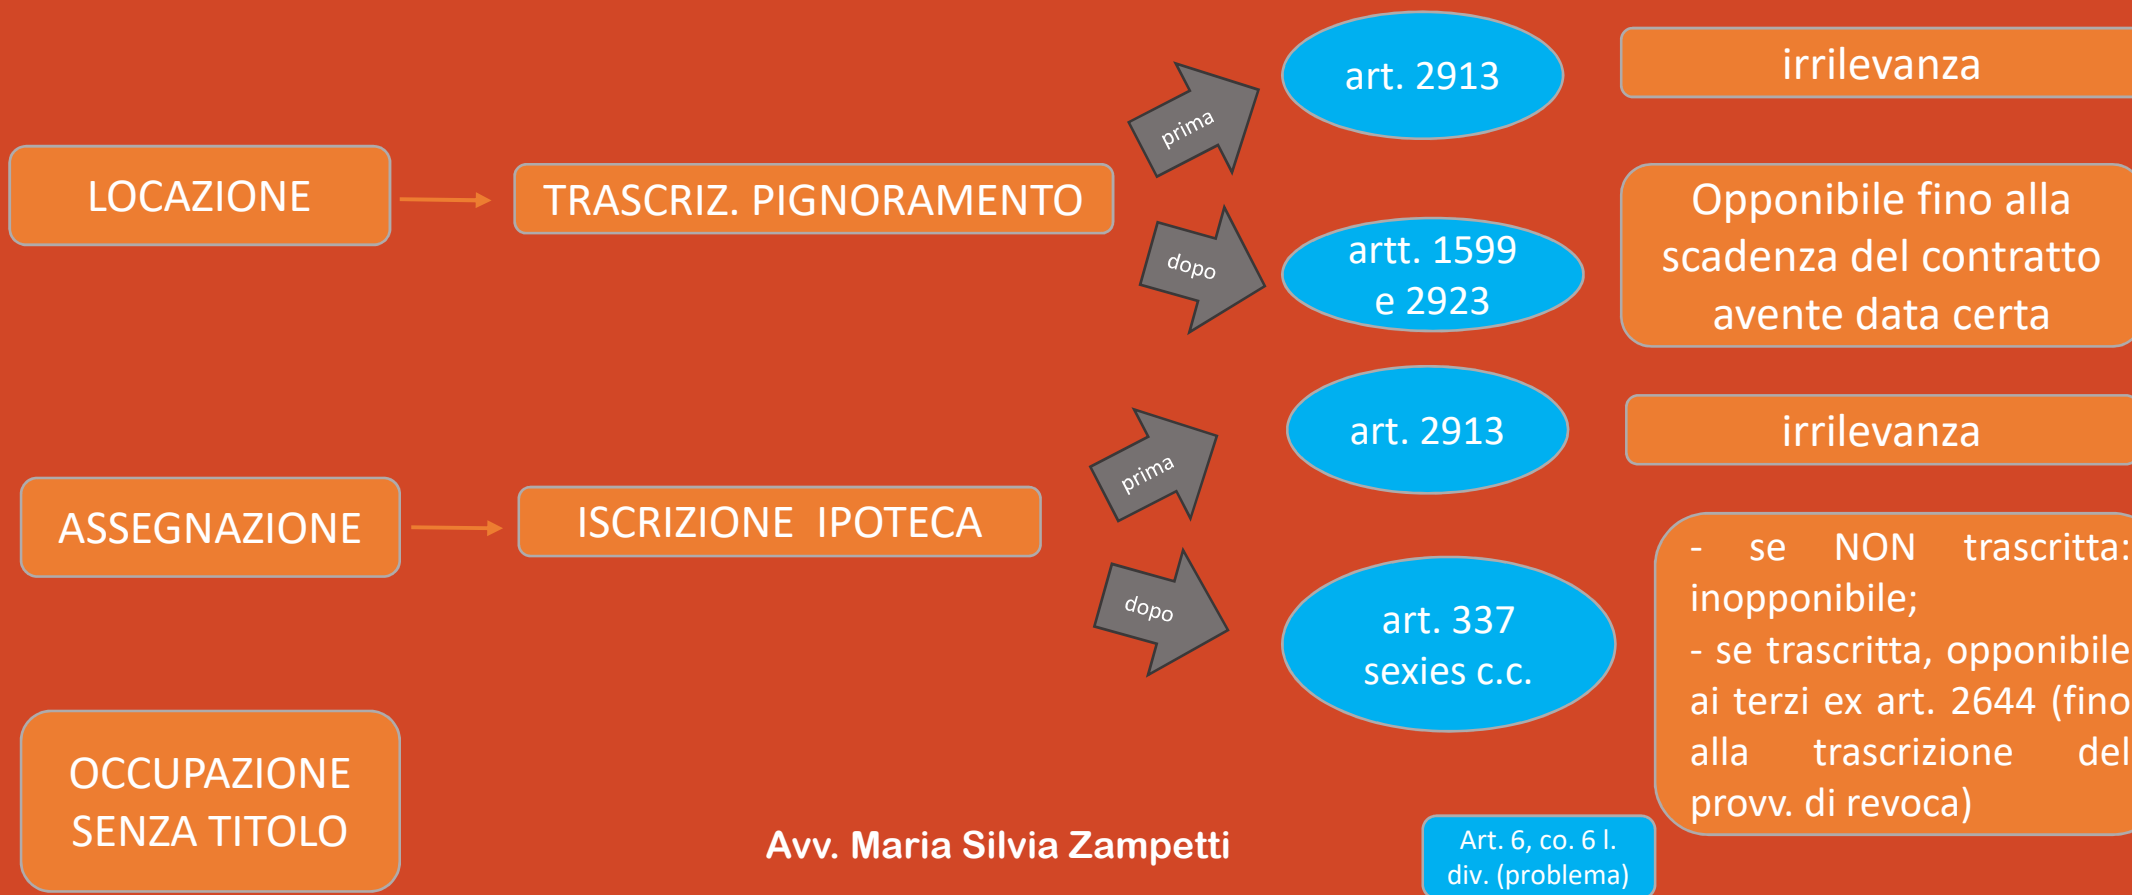 LOCAZIONE
TRASCRIZ. PIGNORAMENTO
prima
art. 2913
irrilevanza
dopo
artt. 1599
e 2923
Opponibile fino alla
scadenza del contratto
avente data certa
ASSEGNAZIONE
ISCRIZIONE IPOTECA
prima
art. 2913
irrilevanza
dopo
art. 337
sexies c.c.
- se NON trascritta:
inopponibile;
- se trascritta, opponibile
ai terzi ex art. 2644 (fino
alla trascrizione del
provv. di revoca)
OCCUPAZIONE
SENZA TITOLO
Avv. Maria Silvia Zampetti
Art. 6, co. 6 l.
div. (problema)